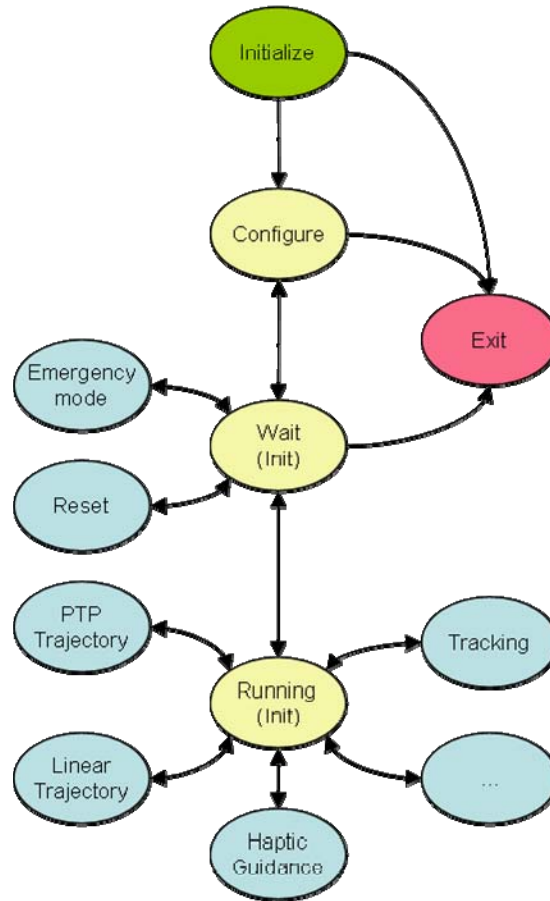 Initialize
Configure
Exit
Emergency
mode
Wait
(Init)
Reset
PTP
Trajectory
Tracking
Running
(Init)
Linear
Trajectory
...
Haptic
Guidance